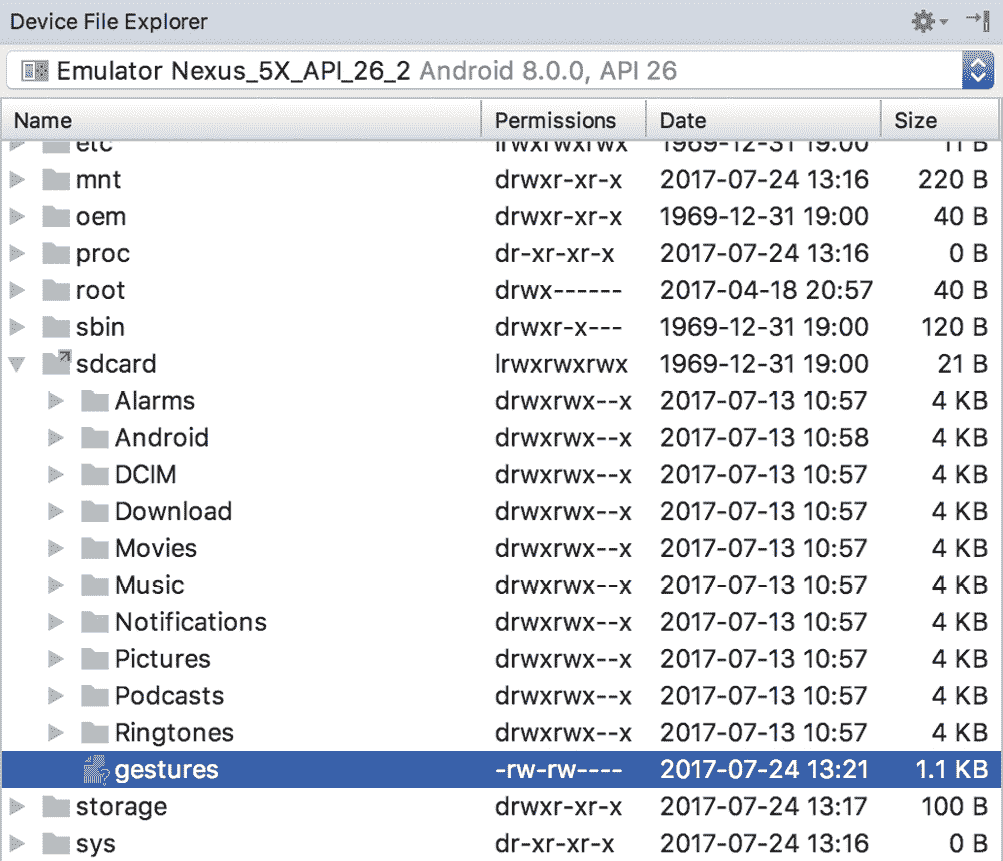 Device File Explorer
Emulator Nexus_5X_API_26_2 Android 8.0.0, API 26
Name Permissions Date Size
etc lrwxrwxrwx 1969-12-31 19:00 11 B
mnt drwxr-xr-x 2017-07-24 13:16 220 B
oem drwxr-xr-x 1969-12-31 19:00 40 B
proc dr-xr-xr-x 2017-07-24 13:16 0 B
root drwx------ 2017-04-18 20:57 40 B
sbin drwxr-x--- 1969-12-31 19:00 120 B
sdcard lrwxrwxrwx 1969-12-31 19:00 21 B
Alarms drwxrwx--x 2017-07-13 10:57 4 KB
Android drwxrwx--x 2017-07-13 10:58 4 KB
DCIM drwxrwx--x 2017-07-13 10:57 4 KB
Download drwxrwx--x 2017-07-13 10:57 4 KB
Movies drwxrwx--x 2017-07-13 10:57 4 KB
Music drwxrwx--x 2017-07-13 10:57 4 KB
Notifications drwxrwx--x 2017-07-13 10:57 4 KB
Pictures drwxrwx--x 2017-07-13 10:57 4 KB
Podcasts drwxrwx--x 2017-07-13 10:57 4 KB
Ringtones drwxrwx--x 2017-07-13 10:57 4 KB
gestures -rw-rw---- 2017-07-24 13:21 1.1 KB
storage drwxr-xr-x 2017-07-24 13:17 100 B
sys dr-xr-xr-x 2017-07-24 13:16 0 B